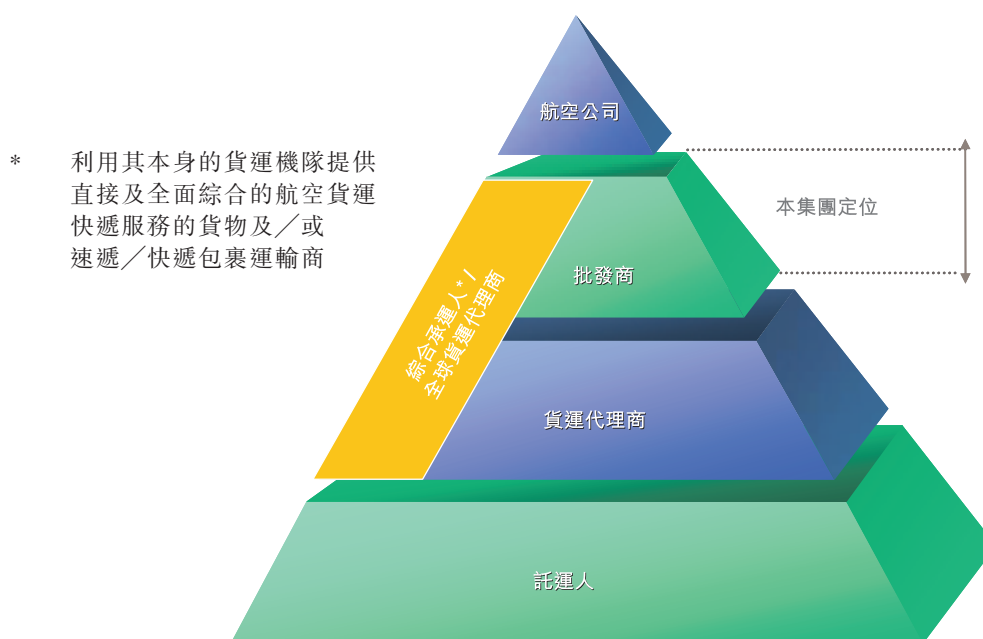 航空公司
* 利用其本身的貨運機隊提供
直接及全面綜合的航空貨運
快遞服務的貨物及／或
速遞／快遞包裹運輸商
本集團定位
批發商
綜合承運人* /
全球貨運代理商
貨運代理商
託運人